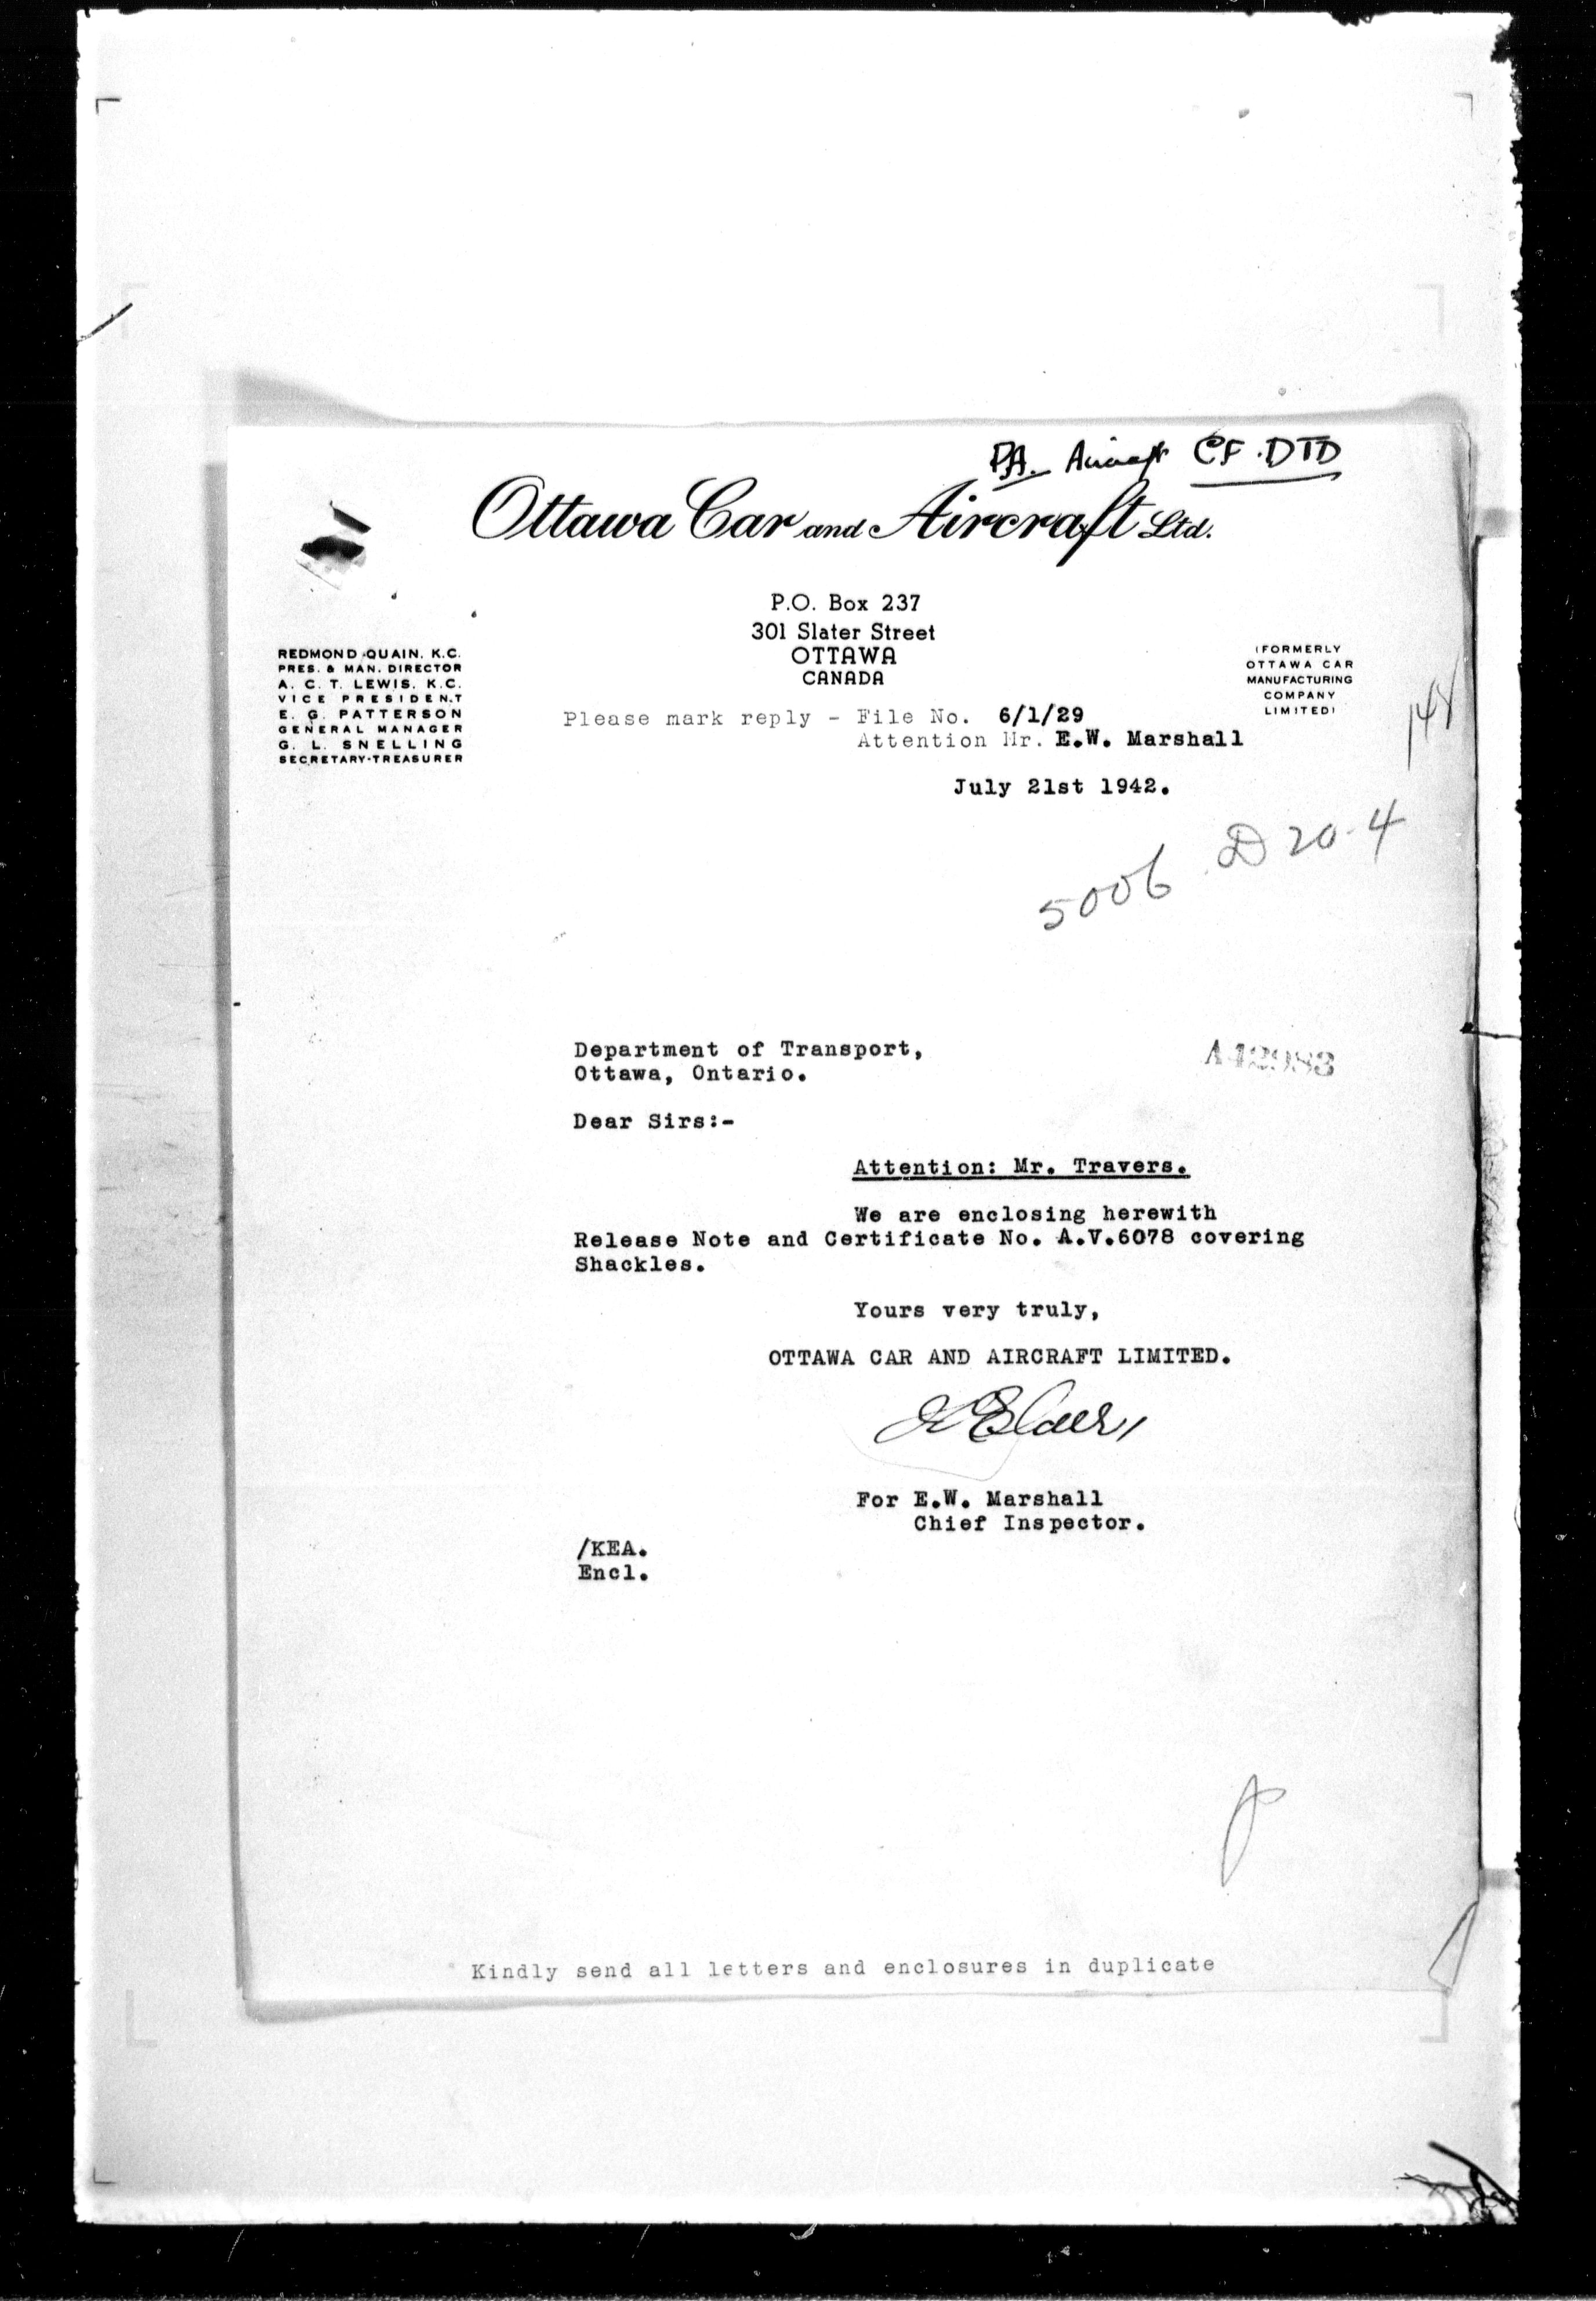 PA. Aircraft CF-DTD
Ottawa Car and Aircraft Ltd.
P.O. Box 237
301 Slater Street
OTTAWA
CANADA
REDMOND QUAIN, K.C.
PRES. & MAN. DIRECTOR
A. C. T. LEWIS, K.C.
VICE PRESIDENT
E. G. PATTERSON
GENERAL MANAGER
G. L. SNELLING
SECRETARY-TREASURER
(FORMERLY
OTTAWA CAR
MANUFACTURING
COMPANY
LIMITED)
148
Please mark reply - File No. 6/1/29
Attention Mr. E.W. Marshall
July 21st 1942.
5006 D20-4
Department of Transport,
Ottawa, Ontario.
A42983
Dear Sirs:-
Attention: Mr. Travers.
We are enclosing herewith
Release Note and Certificate No. A.V.6078 covering
Shackles.
Yours very truly,
OTTAWA CAR AND AIRCRAFT LIMITED.
For E.W. Marshall
Chief Inspector.
/KEA.
Encl.
Kindly send all letters and enclosures in duplicate